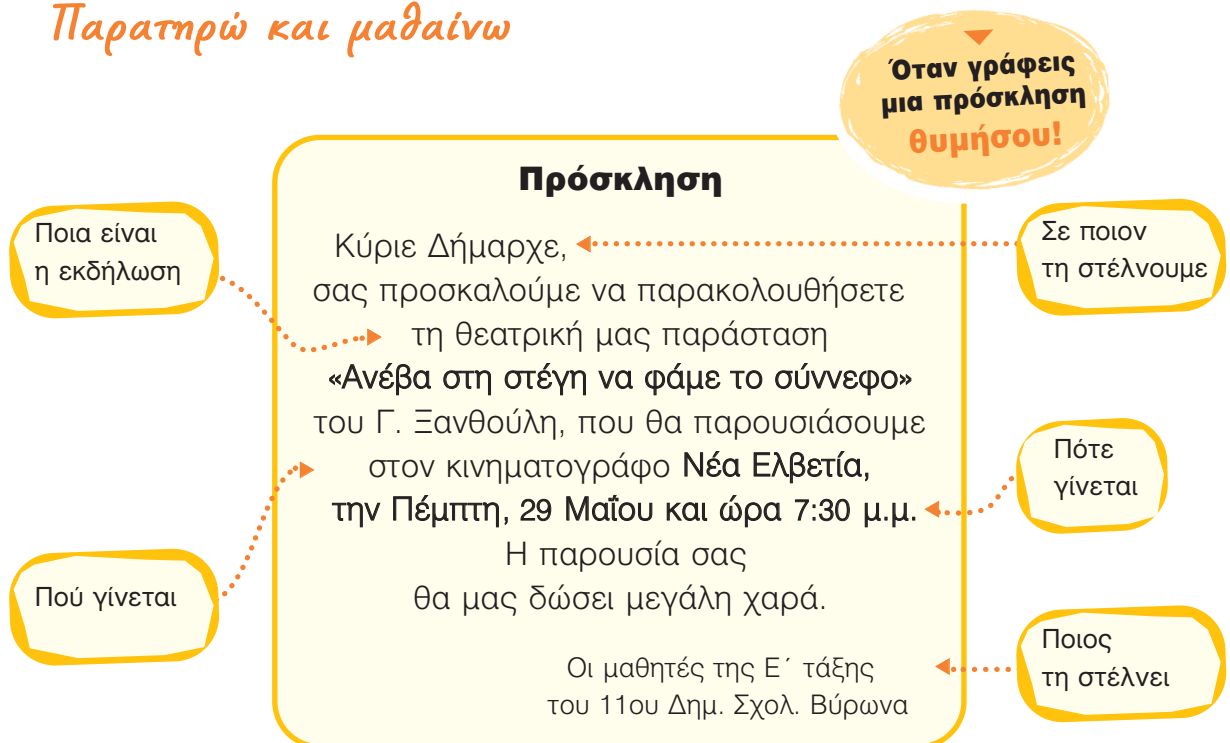 Παρατηρώ και μαθαίνω
Όταν γράφεις
μια πρόσκληση
θυμήσου!
Πρόσκληση
Ποια είναι
η εκδήλωση
Σε ποιον
τη στέλνουμε
Κύριε Δήμαρχε,
σας προσκαλούμε να παρακολουθήσετε
τη θεατρική μας παράσταση
«Ανέβα στη στέγη να φάμε το σύννεφο»
του Γ. Ξανθούλη, που θα παρουσιάσουμε
στον κινηματογράφο Νέα Ελβετία,
την Πέμπτη, 29 Μαΐου και ώρα 7:30 μ.μ.
Η παρουσία σας
θα μας δώσει μεγάλη χαρά.
Πότε
γίνεται
Πού γίνεται
Οι μαθητές της Ε΄ τάξης
του 11ου Δημ. Σχολ. Βύρωνα
Ποιος
τη στέλνει